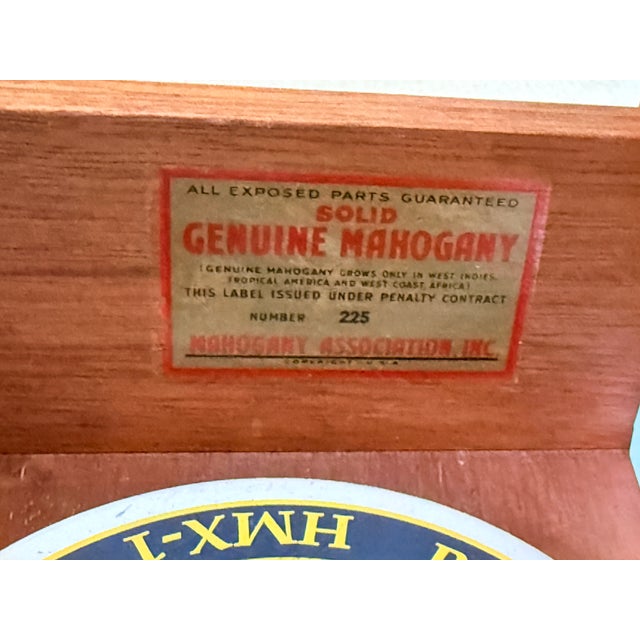 ALL EXPOSED PARTS GUARANTEED
SOLID
GENUINE MAHOGANY
(GENUINE MAHOGANY GROWS ONLY IN WEST INDIES,
TROPICAL AMERICA AND WEST COAST AFRICA)
THIS LABEL ISSUED UNDER PENALTY CONTRACT
NUMBER 225
MAHOGANY ASSOCIATION, INC.
COPYRIGHT U.S.A.
HMX-1